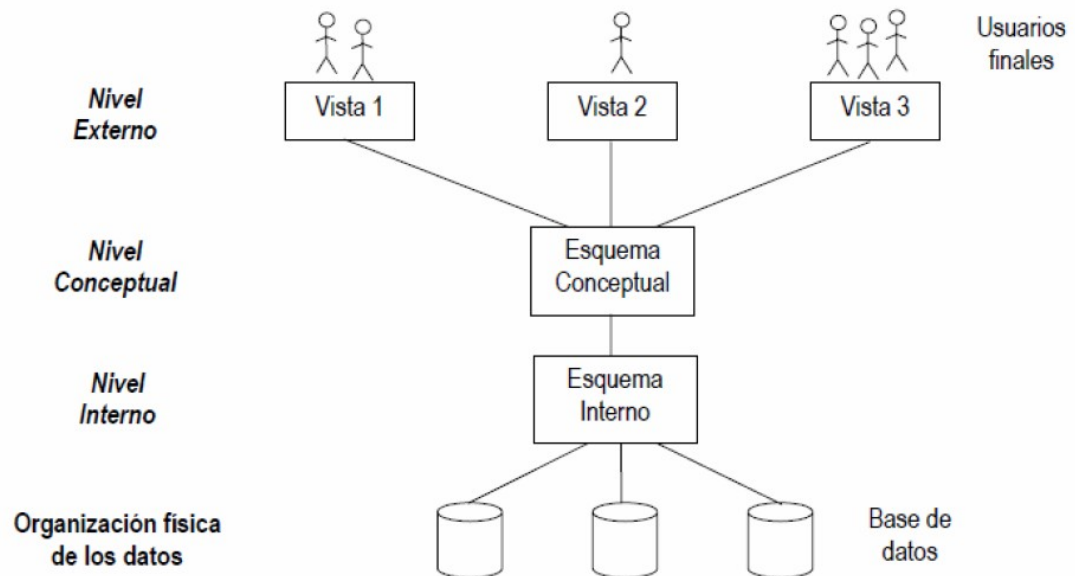 Usuarios
finales
Nivel
Externo
Vista 1
Vista 2
Vista 3
Nivel
Conceptual
Esquema
Conceptual
Nivel
Interno
Esquema
Interno
Organización física
de los datos
Base de
datos